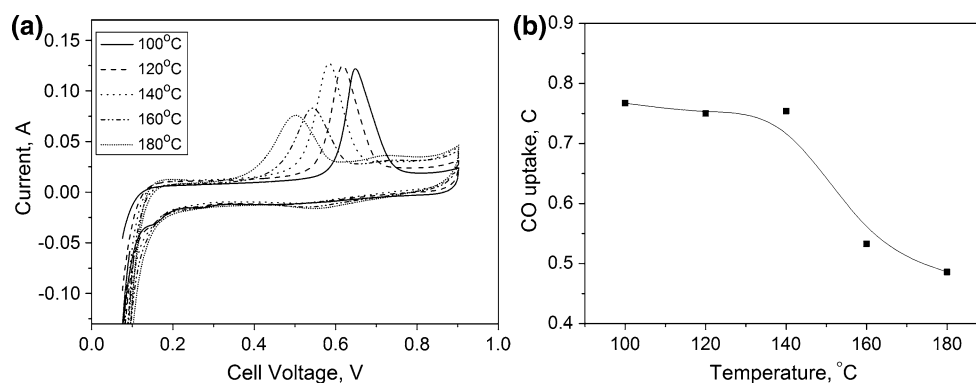 (a)
0.15
0.10
0.05
0.00
-0.05
-0.10
Current, A
100°C
120°C
140°C
160°C
180°C
0.0 0.2 0.4 0.6 0.8 1.0
Cell Voltage, V
(b)
0.9
0.8
0.7
0.6
0.5
0.4
CO uptake, C
100 120 140 160 180
Temperature, °C